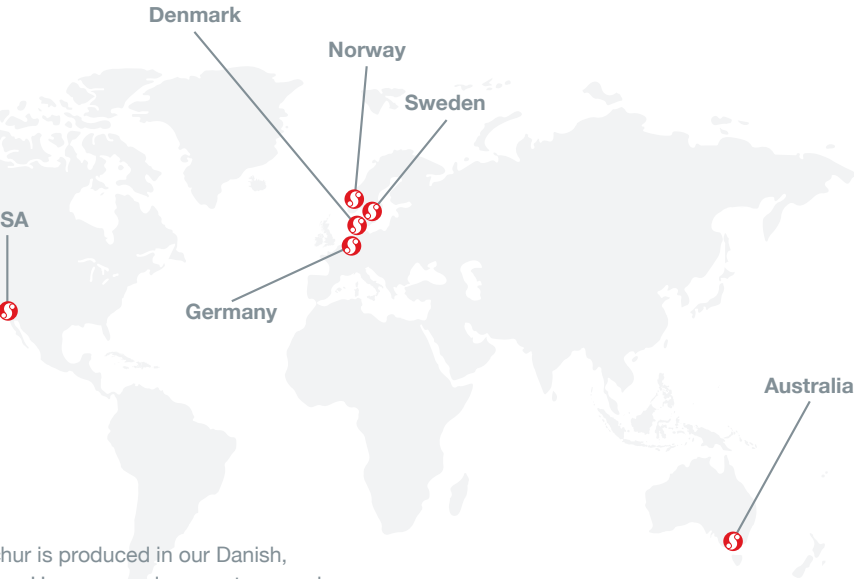 Denmark
Norway
Sweden
SA
Germany
Australia
hur is produced in our Danish,